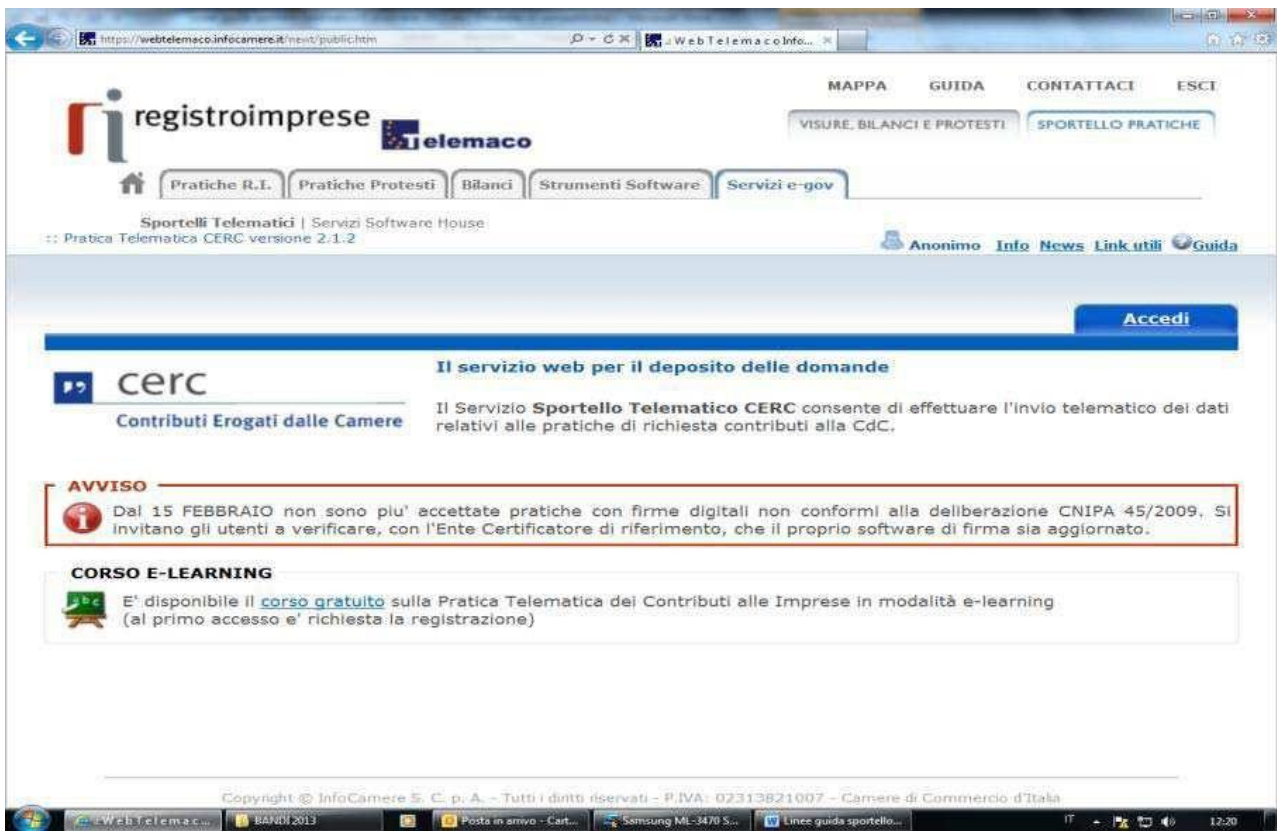 https://webtelemaco.infocamere.it/newt/public.htm
WebTelemacoInfo...
MAPPA GUIDA CONTATTACI ESCI
registroimprese
Telemaco
VISURE, BILANCI E PROTESTI SPORTELLO PRATICHE
Pratiche R.I. Pratiche Protesti Bilanci Strumenti Software Servizi e-gov
Sportelli Telematici | Servizi Software House
:: Pratica Telematica CERC versione 2.1.2
Anonimo Info News Link utili Guida
Accedi
cerc
Contributi Erogati dalle Camere
Il servizio web per il deposito delle domande
Il Servizio Sportello Telematico CERC consente di effettuare l'invio telematico dei dati
relativi alle pratiche di richiesta contributi alla CdC.
AVVISO
Dal 15 FEBBRAIO non sono piu' accettate pratiche con firme digitali non conformi alla deliberazione CNIPA 45/2009. Si
invitano gli utenti a verificare, con l'Ente Certificatore di riferimento, che il proprio software di firma sia aggiornato.
CORSO E-LEARNING
abc
E' disponibile il corso gratuito sulla Pratica Telematica dei Contributi alle Imprese in modalità e-learning
(al primo accesso e' richiesta la registrazione)
Copyright © InfoCamere S. C. p. A. - Tutti i diritti riservati - P.IVA: 02313821007 - Camere di Commercio d'Italia
WebTelemac... BANDI 2013 Posta in arrivo - Cart... Samsung ML-3470 S... Linee guida sportello... IT 12:20